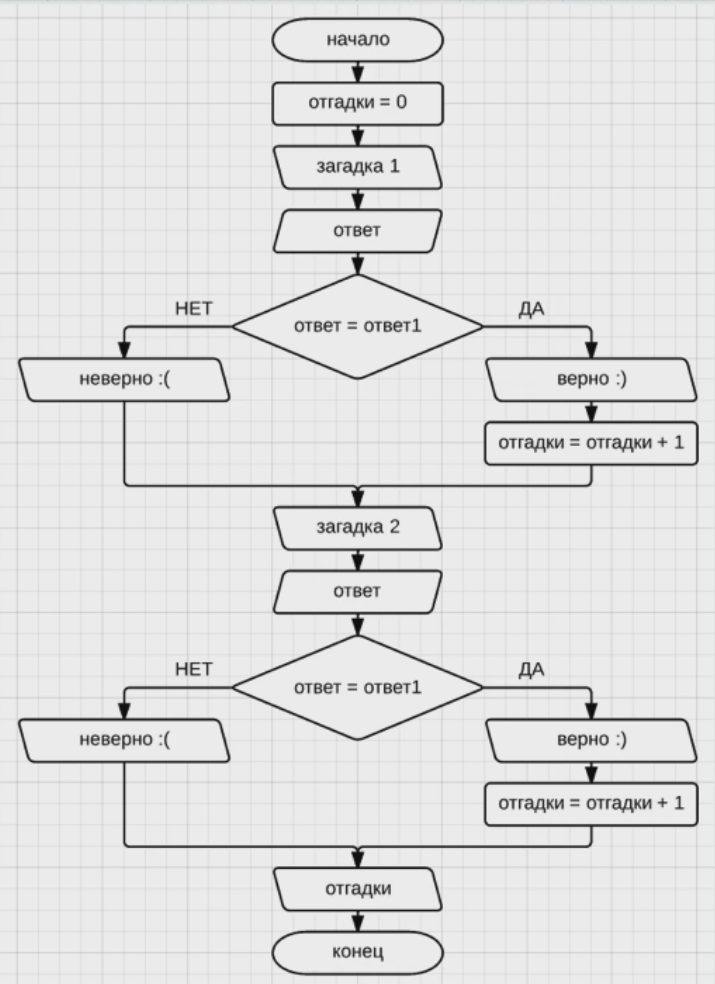 начало
отгадки = 0
загадка 1
ответ
ответ = ответ1
НЕТ
ДА
неверно :(
верно :)
отгадки = отгадки + 1
загадка 2
ответ
ответ = ответ1
НЕТ
ДА
неверно :(
верно :)
отгадки = отгадки + 1
отгадки
конец